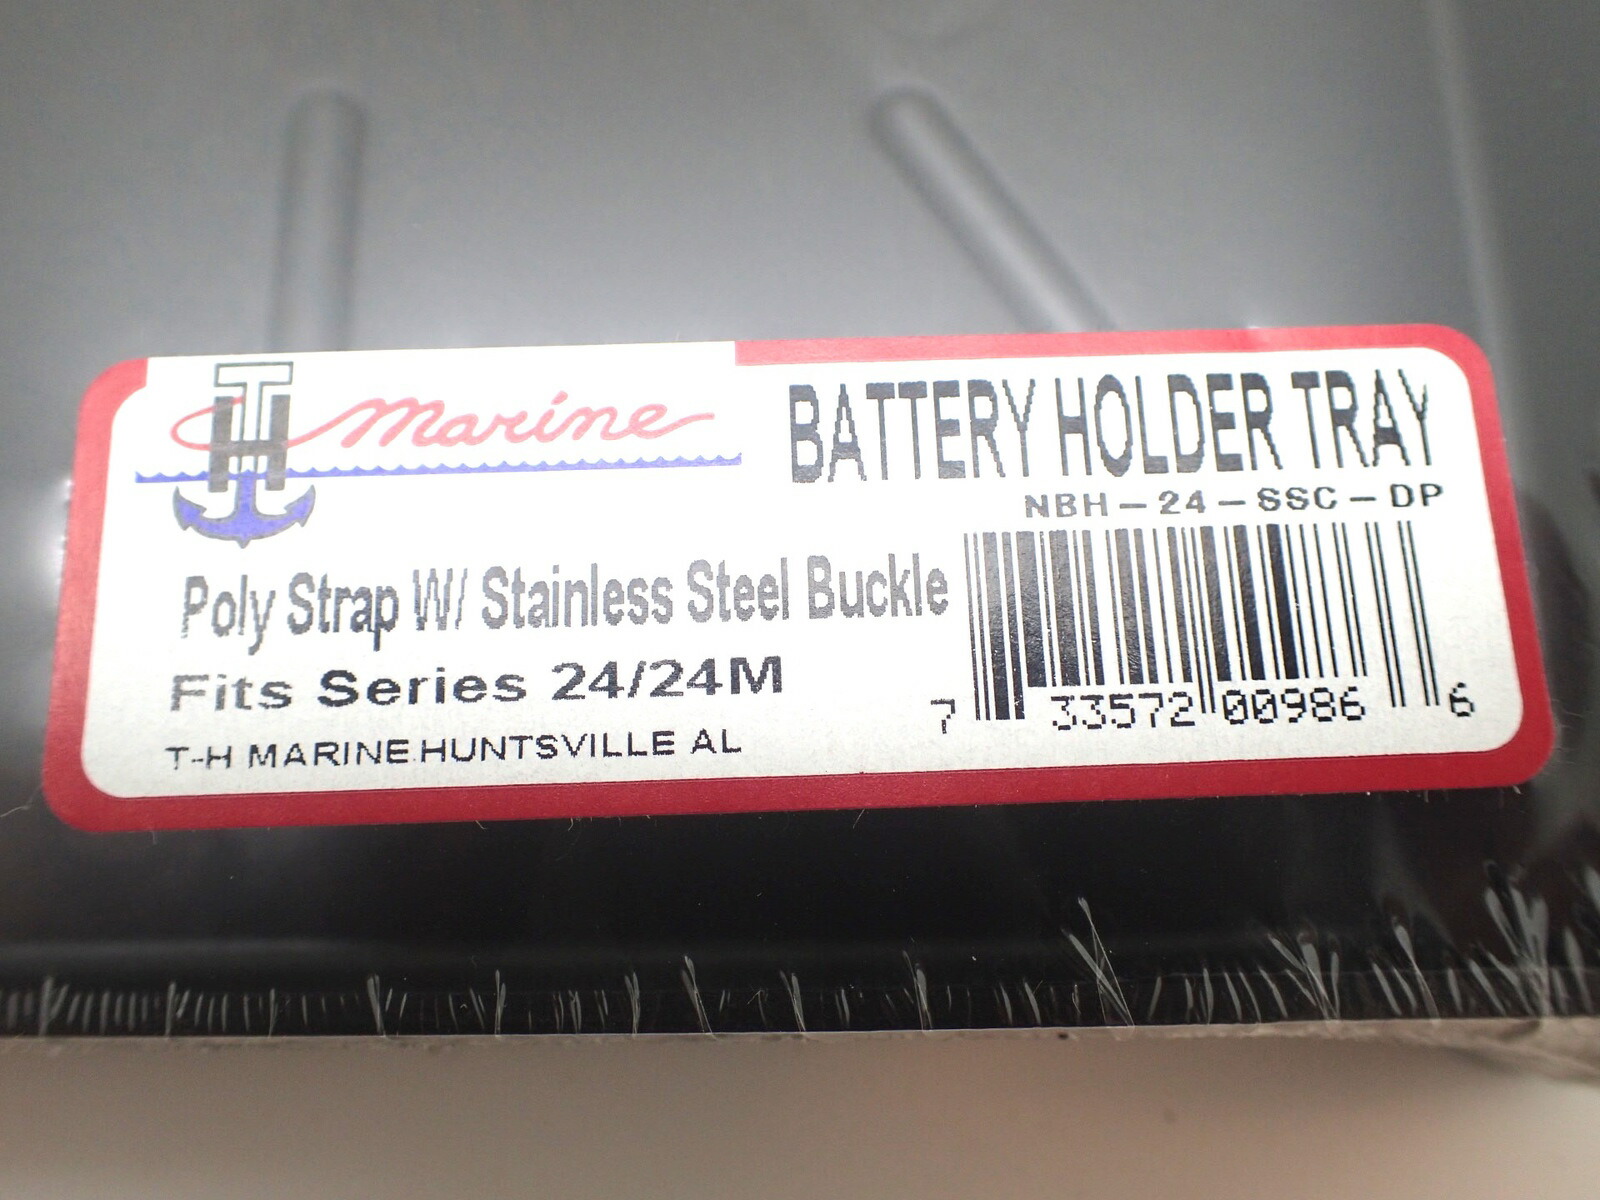 TH marine
BATTERY HOLDER TRAY
NBH-24-SSC-DP
Poly Strap W/ Stainless Steel Buckle
Fits Series 24/24M
T-H MARINE HUNTSVILLE AL
7 33572 00986 6